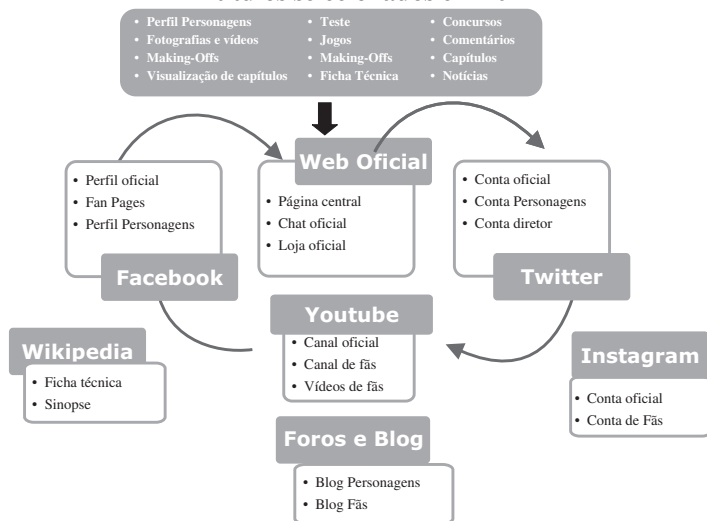 • Perfil Personagens
• Fotografias e vídeos
• Making-Offs
• Visualização de capítulos
• Teste
• Jogos
• Making-Offs
• Ficha Técnica
• Concursos
• Comentários
• Capítulos
• Notícias
Web Oficial
• Página central
• Chat oficial
• Loja oficial
• Perfil oficial
• Fan Pages
• Perfil Personagens
Facebook
• Conta oficial
• Conta Personagens
• Conta diretor
Twitter
Youtube
• Canal oficial
• Canal de fãs
• Vídeos de fãs
Wikipedia
• Ficha técnica
• Sinopse
Instagram
• Conta oficial
• Conta de Fãs
Foros e Blog
• Blog Personagens
• Blog Fãs